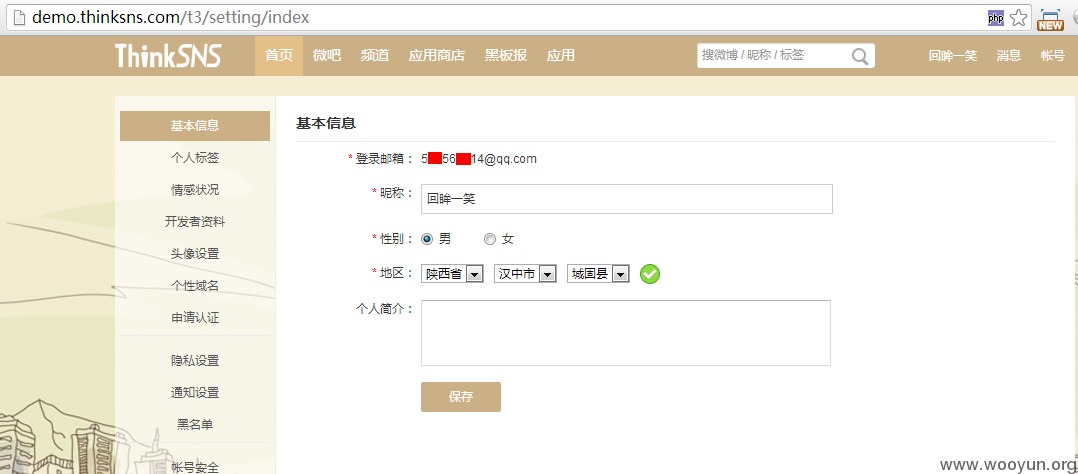 demo.thinksns.com/t3/setting/index
php
NEW
ThinkSNS 首页 微吧 频道 应用商店 黑板报 应用 搜微博 / 昵称 / 标签 回眸一笑 消息 帐号
基本信息
个人标签
情感状况
开发者资料
头像设置
个性域名
申请认证
隐私设置
通知设置
黑名单
帐号安全
基本信息
* 登录邮箱： 5 56 14@qq.com
* 昵称： 回眸一笑
* 性别： 男 女
* 地区： 陕西省 汉中市 城固县
个人简介：
保存
www.wooyun.org